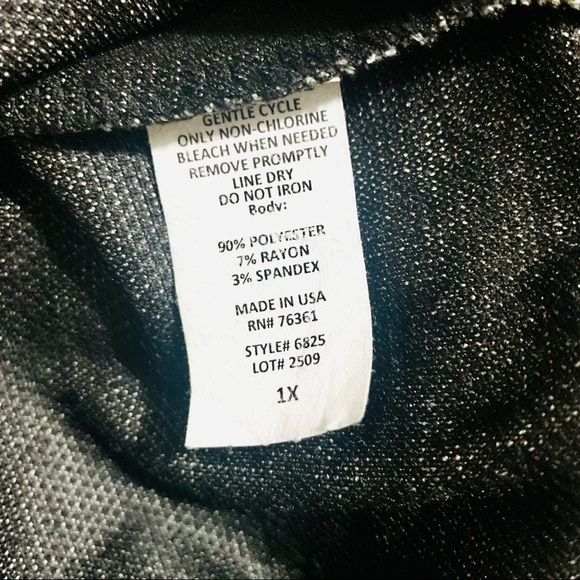 GENTLE CYCLE
ONLY NON-CHLORINE
BLEACH WHEN NEEDED
REMOVE PROMPTLY
LINE DRY
DO NOT IRON
Body:
90% POLYESTER
7% RAYON
3% SPANDEX
MADE IN USA
RN# 76361
STYLE# 6825
LOT# 2509
1X